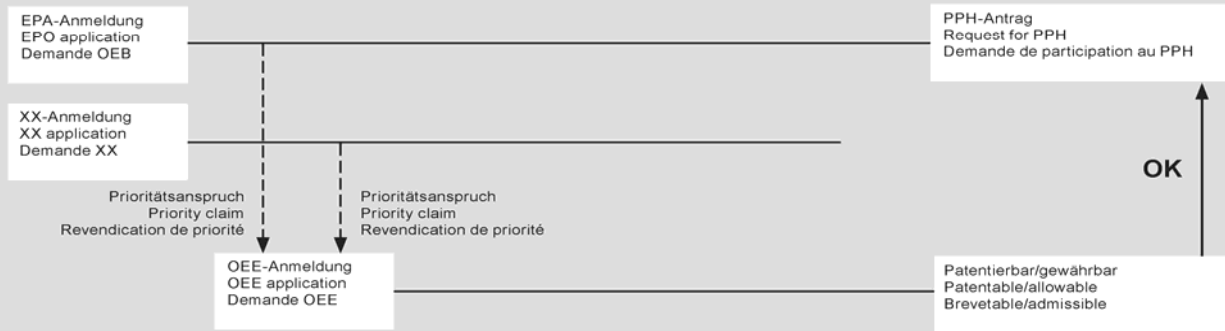 EPA-Anmeldung
EPO application
Demande OEB
PPH-Antrag
Request for PPH
Demande de participation au PPH
XX-Anmeldung
XX application
Demande XX
OK
Prioritätsanspruch
Priority claim
Revendication de priorité
Prioritätsanspruch
Priority claim
Revendication de priorité
OEE-Anmeldung
OEE application
Demande OEE
Patentierbar/gewährbar
Patentable/allowable
Brevetable/admissible